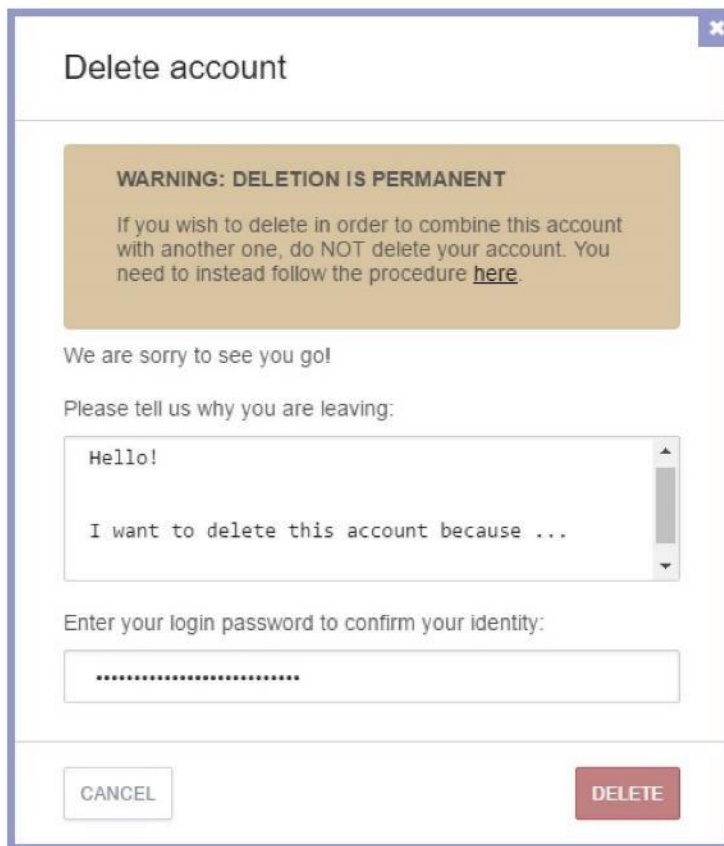 Delete account
WARNING: DELETION IS PERMANENT
If you wish to delete in order to combine this account
with another one, do NOT delete your account. You
need to instead follow the procedure here.
We are sorry to see you go!
Please tell us why you are leaving:
Hello!
I want to delete this account because ...
Enter your login password to confirm your identity:
CANCEL
DELETE